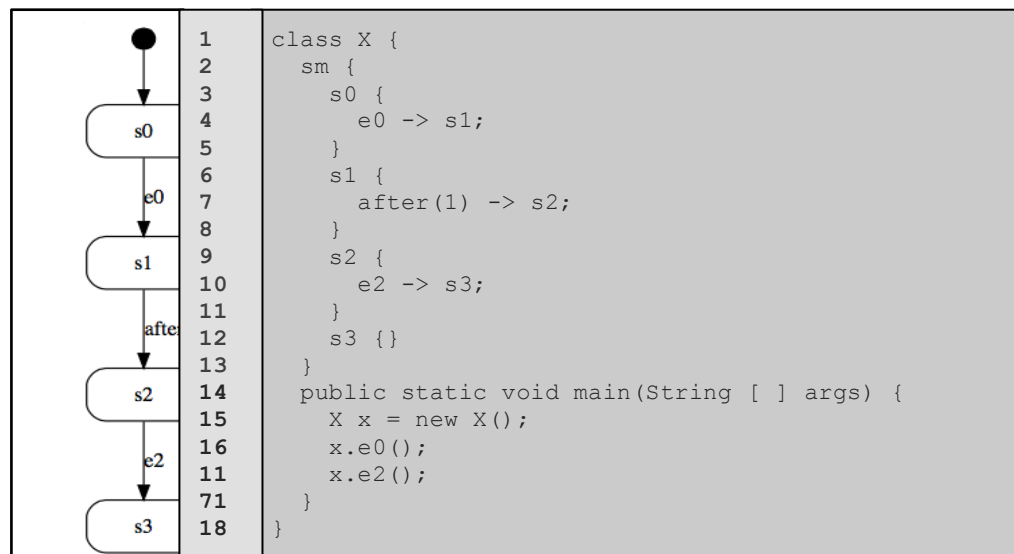 s0
e0
s1
afte
s2
e2
s3
1 class X {
2 sm {
3 s0 {
4 e0 -> s1;
5 }
6 s1 {
7 after(1) -> s2;
8 }
9 s2 {
10 e2 -> s3;
11 }
12 s3 {}
13 }
14 public static void main(String [ ] args) {
15 X x = new X();
16 x.e0();
11 x.e2();
71 }
18 }